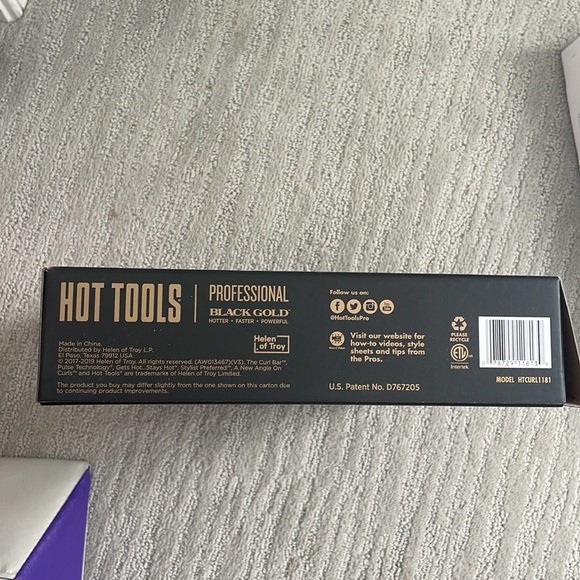 HOT TOOLS
PROFESSIONAL
BLACK GOLD
HOTTER • FASTER • POWERFUL
Made in China.
Distributed by Helen of Troy L.P.
El Paso, Texas 79912 USA
© 2017-2019 Helen of Troy. All rights reserved. (AW013467)(V3). The Curl Bar™,
Pulse Technology®, Gets Hot...Stays Hot®, Stylist Preferred™, A New Angle On
Curls™ and Hot Tools® are trademarks of Helen of Troy Limited.
The product you buy may differ slightly from the one shown on this carton due
to continuing product improvements.
Helen
of Troy
Follow us on:
You
Tube
@HotToolsPro
Visit our website for
how-to videos, style
sheets and tips from
the Pros.
U.S. Patent No. D767205
PLEASE
RECYCLE
ETL
Intertek
MODEL HTCURL1181